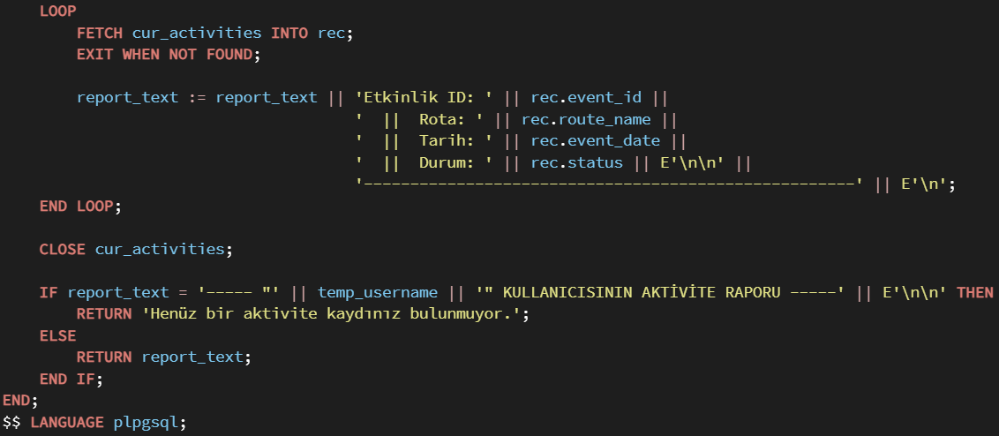 LOOP
FETCH cur_activities INTO rec;
EXIT WHEN NOT FOUND;
report_text := report_text || 'Etkinlik ID: ' || rec.event_id ||
'  ||  Rota: ' || rec.route_name ||
'  ||  Tarih: ' || rec.event_date ||
'  ||  Durum: ' || rec.status || E'\n\n' ||
'-----------------------------------------------------' || E'\n';
END LOOP;
CLOSE cur_activities;
IF report_text = '----- "' || temp_username || '" KULLANICISININ AKTİVİTE RAPORU -----' || E'\n\n' THEN
RETURN 'Henüz bir aktivite kaydınız bulunmuyor.';
ELSE
RETURN report_text;
END IF;
END;
$$ LANGUAGE plpgsql;